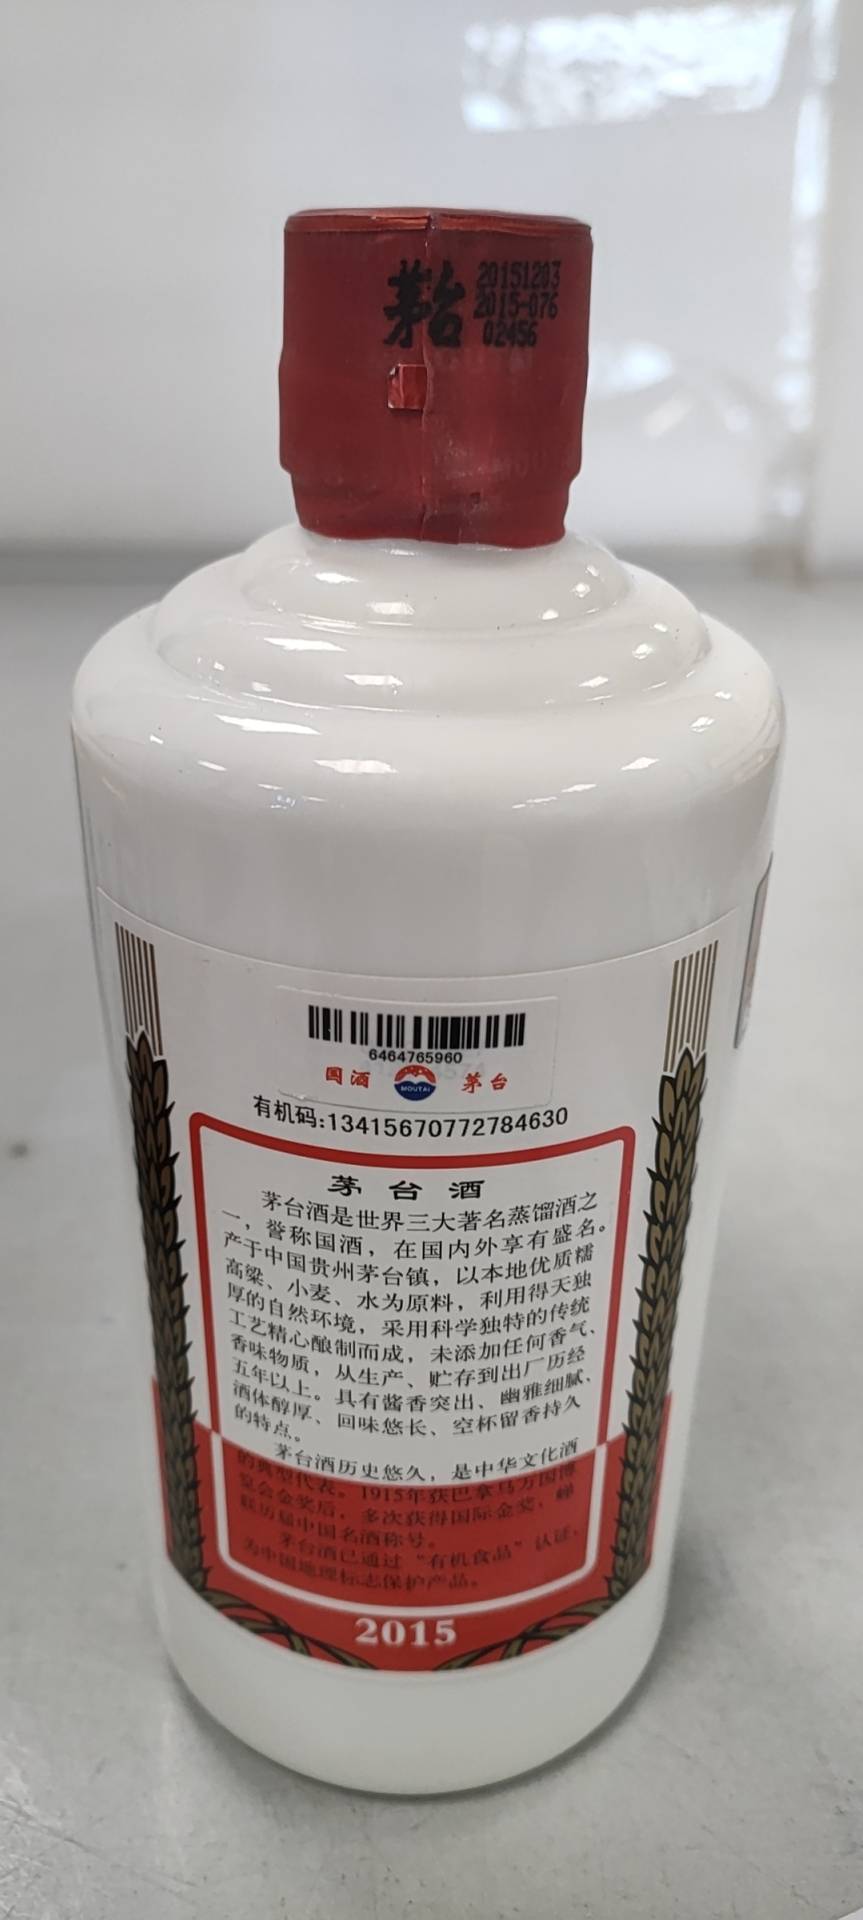 茅台
20151203
2015-076
02456
6464765960
国酒 MOUTAI 茅台
有机码:13415670772784630
茅台酒
茅台酒是世界三大著名蒸馏酒之
一，誉称国酒，在国内外享有盛名。
产于中国贵州茅台镇，以本地优质糯
高粱、小麦、水为原料，利用得天独
厚的自然环境，采用科学独特的传统
工艺精心酿制而成，未添加任何香气、
香味物质，从生产、贮存到出厂历经
五年以上。具有酱香突出、幽雅细腻、
酒体醇厚、回味悠长、空杯留香持久
的特点。
茅台酒历史悠久，是中华文化酒
的典型代表。1915年获巴拿马万国博
览会金奖后，多次获得国际金奖，蝉
联历届中国名酒称号。
茅台酒已通过“有机食品”认证，
为中国地理标志保护产品。
2015